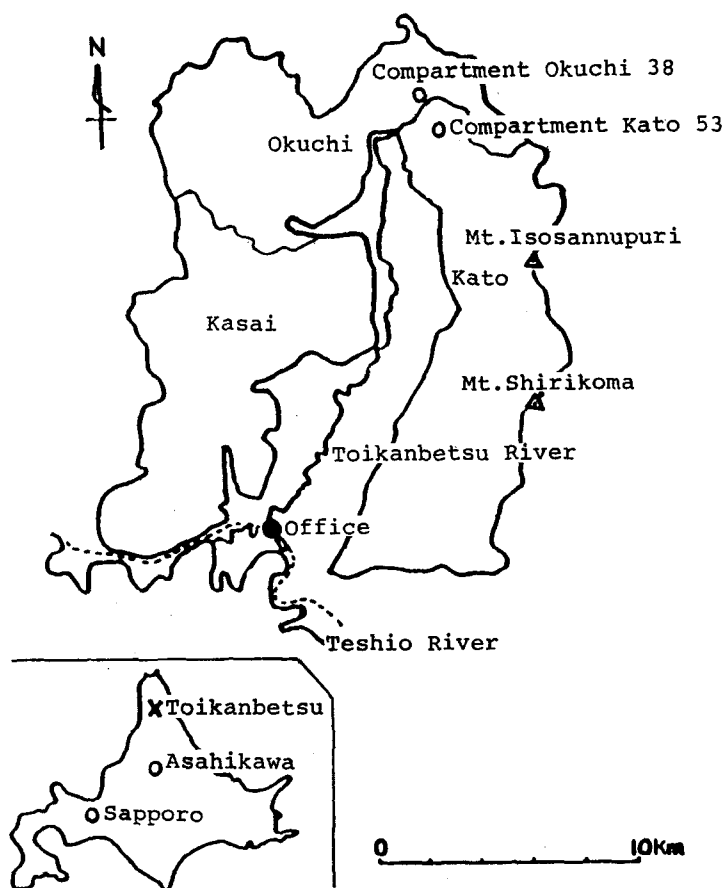 N
Compartment Okuchi 38
Compartment Kato 53
Okuchi
Mt.Isosannupuri
Kato
Kasai
Mt.Shirikoma
Toikanbetsu River
Office
Teshio River
Toikanbetsu
Asahikawa
Sapporo
0 10Km